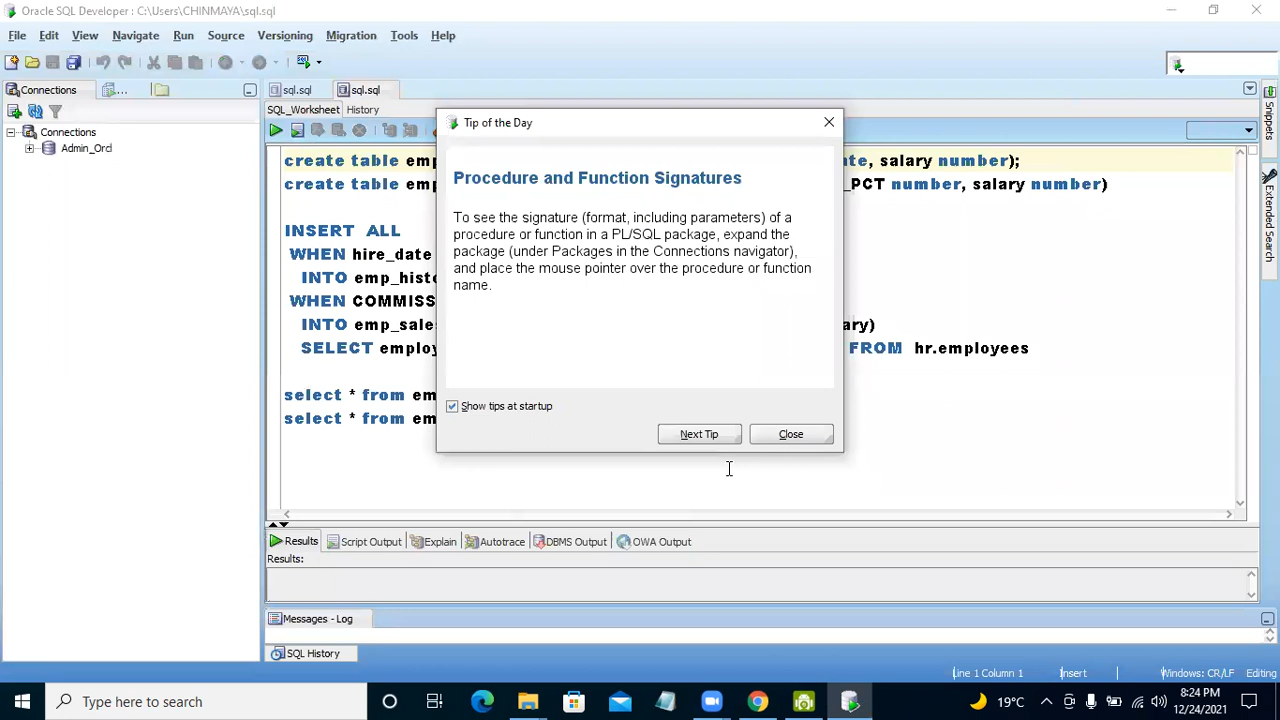 Oracle SQL Developer : C:\Users\CHINMAYA\sql.sql
File Edit View Navigate Run Source Versioning Migration Tools Help
Connections ... sql.sql sql.sql
SQL_Worksheet History
Connections
Admin_Orcl
Tip of the Day
Procedure and Function Signatures
To see the signature (format, including parameters) of a
procedure or function in a PL/SQL package, expand the
package (under Packages in the Connections navigator),
and place the mouse pointer over the procedure or function
name.
Show tips at startup
Next Tip Close
create table emp ate, salary number);
create table emp _PCT number, salary number)
INSERT ALL
WHEN hire_date
INTO emp_histo
WHEN COMMISS
INTO emp_sales ary)
SELECT employ FROM hr.employees
select * from em
select * from em
Snippets
Extended Search
Results Script Output Explain Autotrace DBMS Output OWA Output
Results:
Messages - Log
SQL History
Line 1 Column 1 Insert Windows: CR/LF Editing
Type here to search
19°C
8:24 PM
12/24/2021